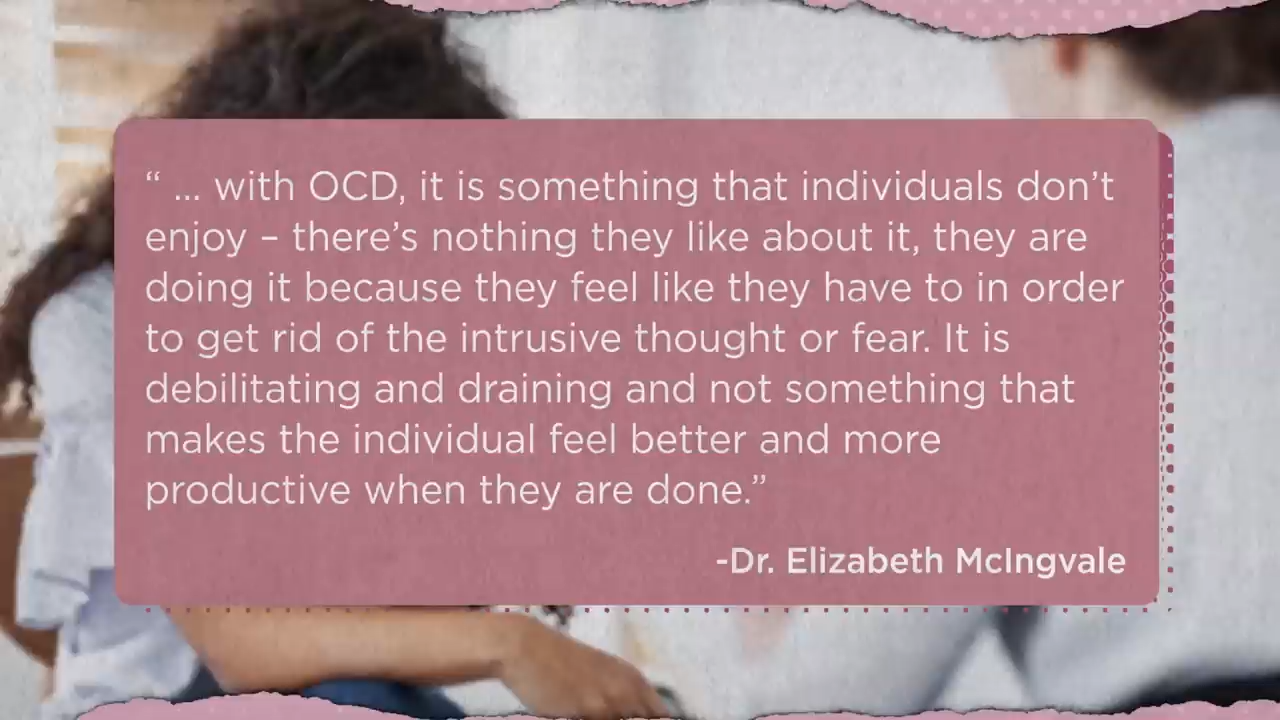 “ ... with OCD, it is something that individuals don’t
enjoy – there’s nothing they like about it, they are
doing it because they feel like they have to in order
to get rid of the intrusive thought or fear. It is
debilitating and draining and not something that
makes the individual feel better and more
productive when they are done.”
-Dr. Elizabeth McIngvale